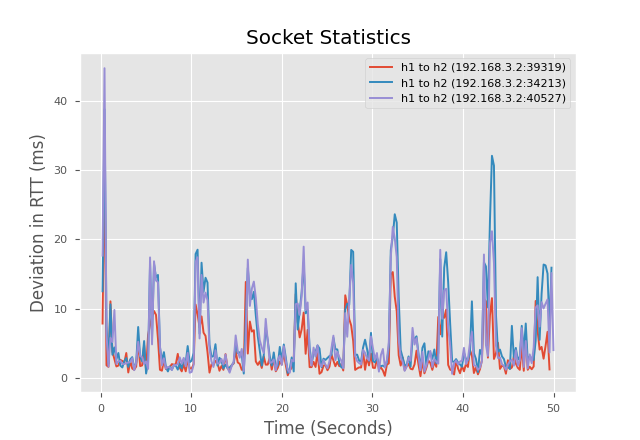 Socket Statistics
h1 to h2 (192.168.3.2:39319)
h1 to h2 (192.168.3.2:34213)
h1 to h2 (192.168.3.2:40527)
Deviation in RTT (ms)
40
30
20
10
0
0 10 20 30 40 50
Time (Seconds)